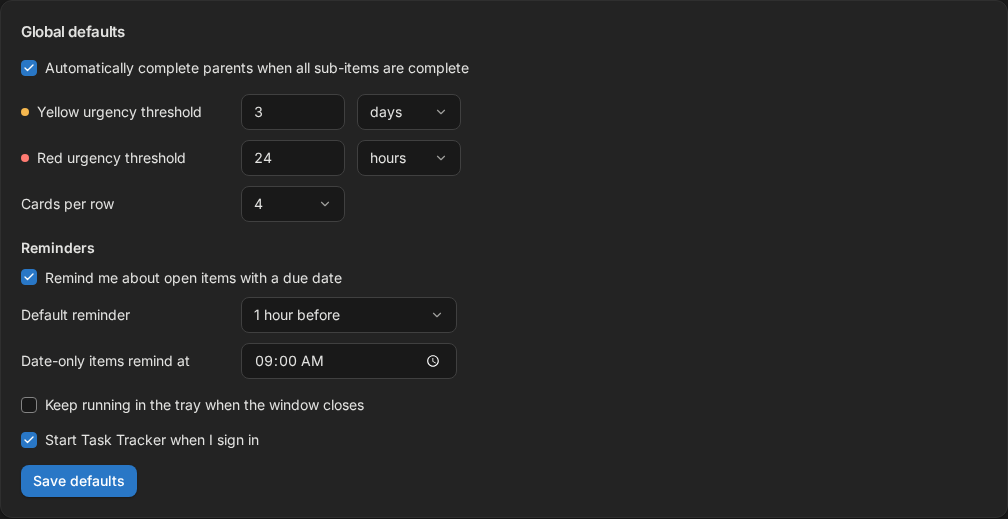 Global defaults
Automatically complete parents when all sub-items are complete
Yellow urgency threshold 3 days
Red urgency threshold 24 hours
Cards per row 4
Reminders
Remind me about open items with a due date
Default reminder 1 hour before
Date-only items remind at 09:00 AM
Keep running in the tray when the window closes
Start Task Tracker when I sign in
Save defaults